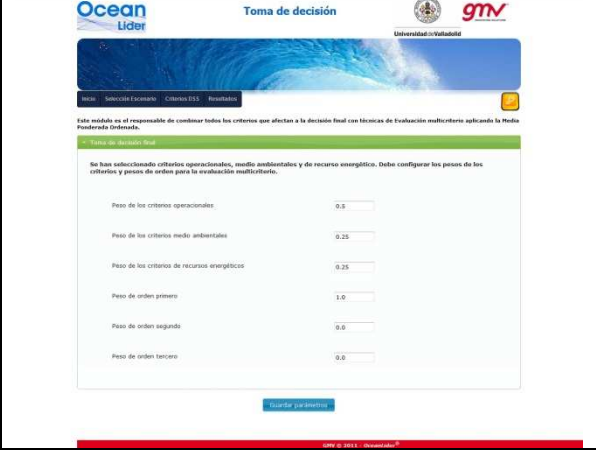 Ocean
Líder
Toma de decisión
Universidad de Valladolid
gmv
Inicio Selección Escenario Criterios DSS Resultados
Este módulo es el responsable de combinar todos los criterios que afectan a la decisión final con técnicas de Evaluación multicriterio aplicando la Media
Ponderada Ordenada.
Toma de decisión final
Se han seleccionado criterios operacionales, medio ambientales y de recurso energético. Debe configurar los pesos de los
criterios y pesos de orden para la evaluación multicriterio.
Peso de los criterios operacionales 0.5
Peso de los criterios medio ambientales 0.25
Peso de los criterios de recursos energéticos 0.25
Peso de orden primero 1.0
Peso de orden segundo 0.0
Peso de orden tercero 0.0
Guardar parámetros
GMV © 2011 - Oceanlider®